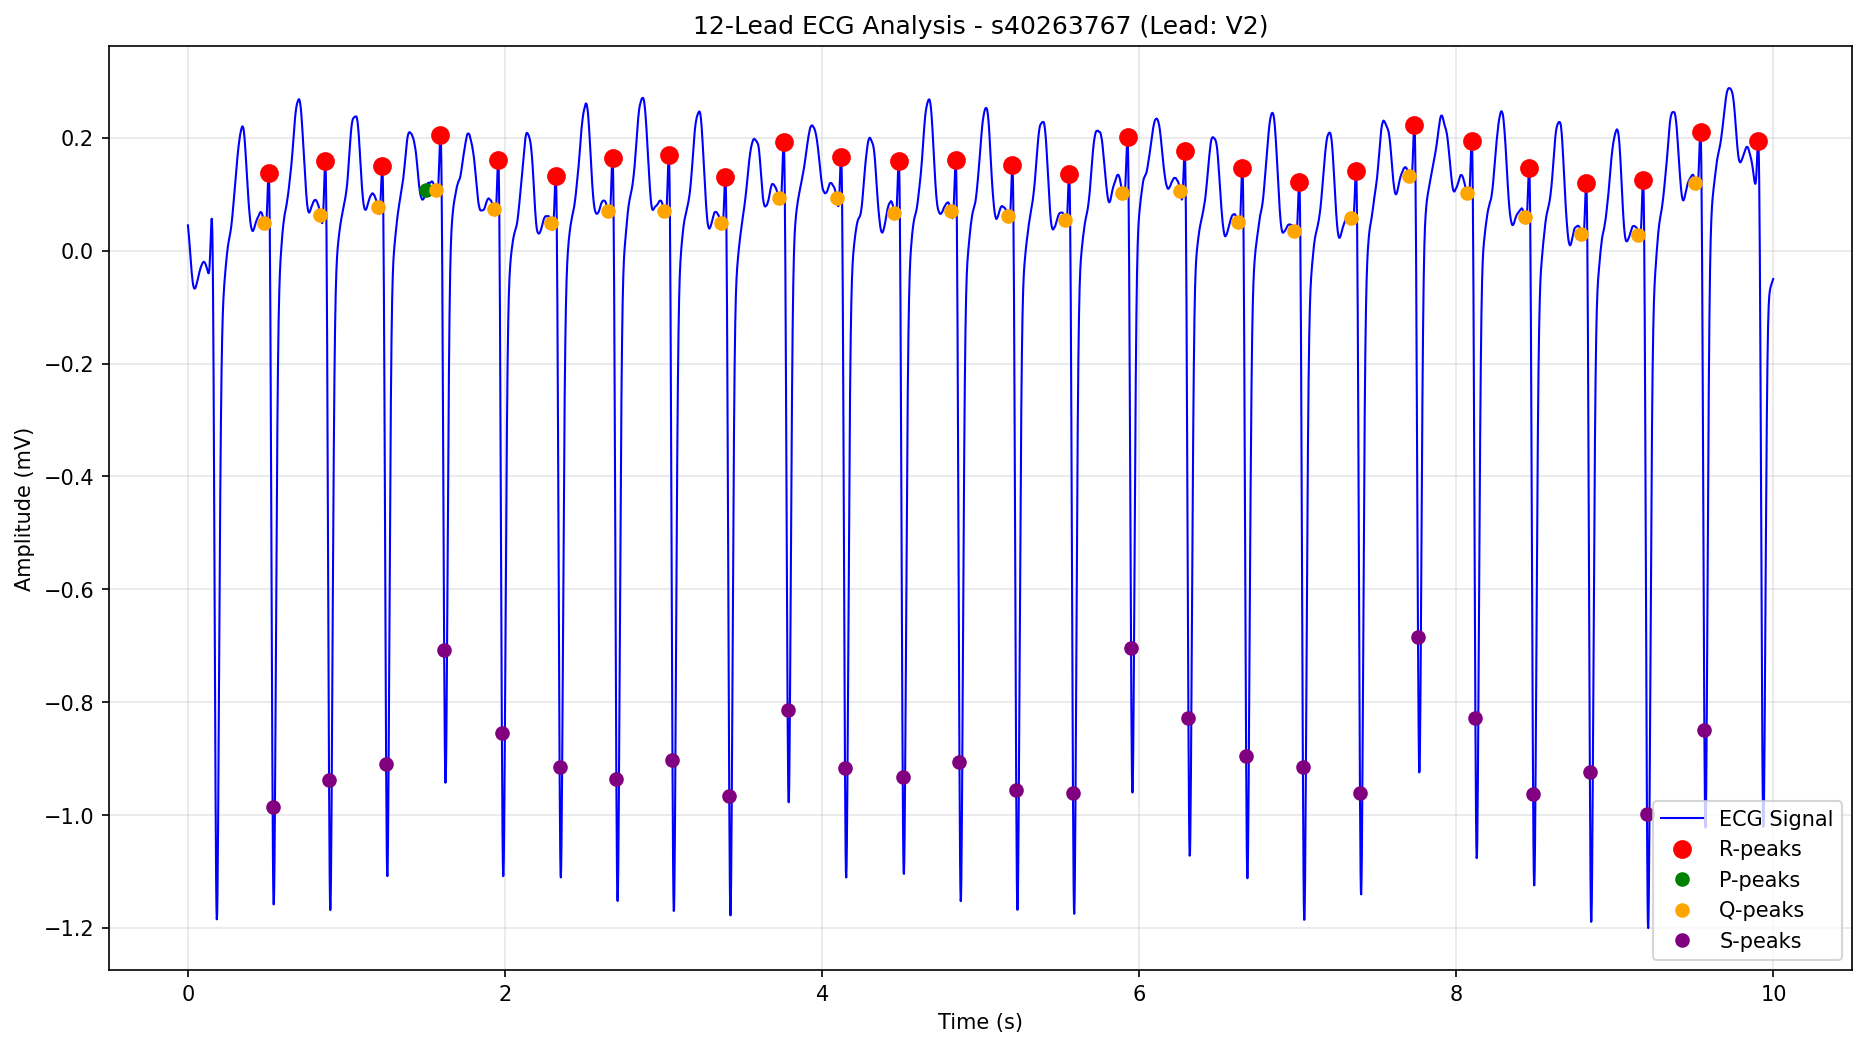 12-Lead ECG Analysis - s40263767 (Lead: V2)
Amplitude (mV)
0.2
0.0
−0.2
−0.4
−0.6
−0.8
−1.0
−1.2
ECG Signal
R-peaks
P-peaks
Q-peaks
S-peaks
0 2 4 6 8 10
Time (s)